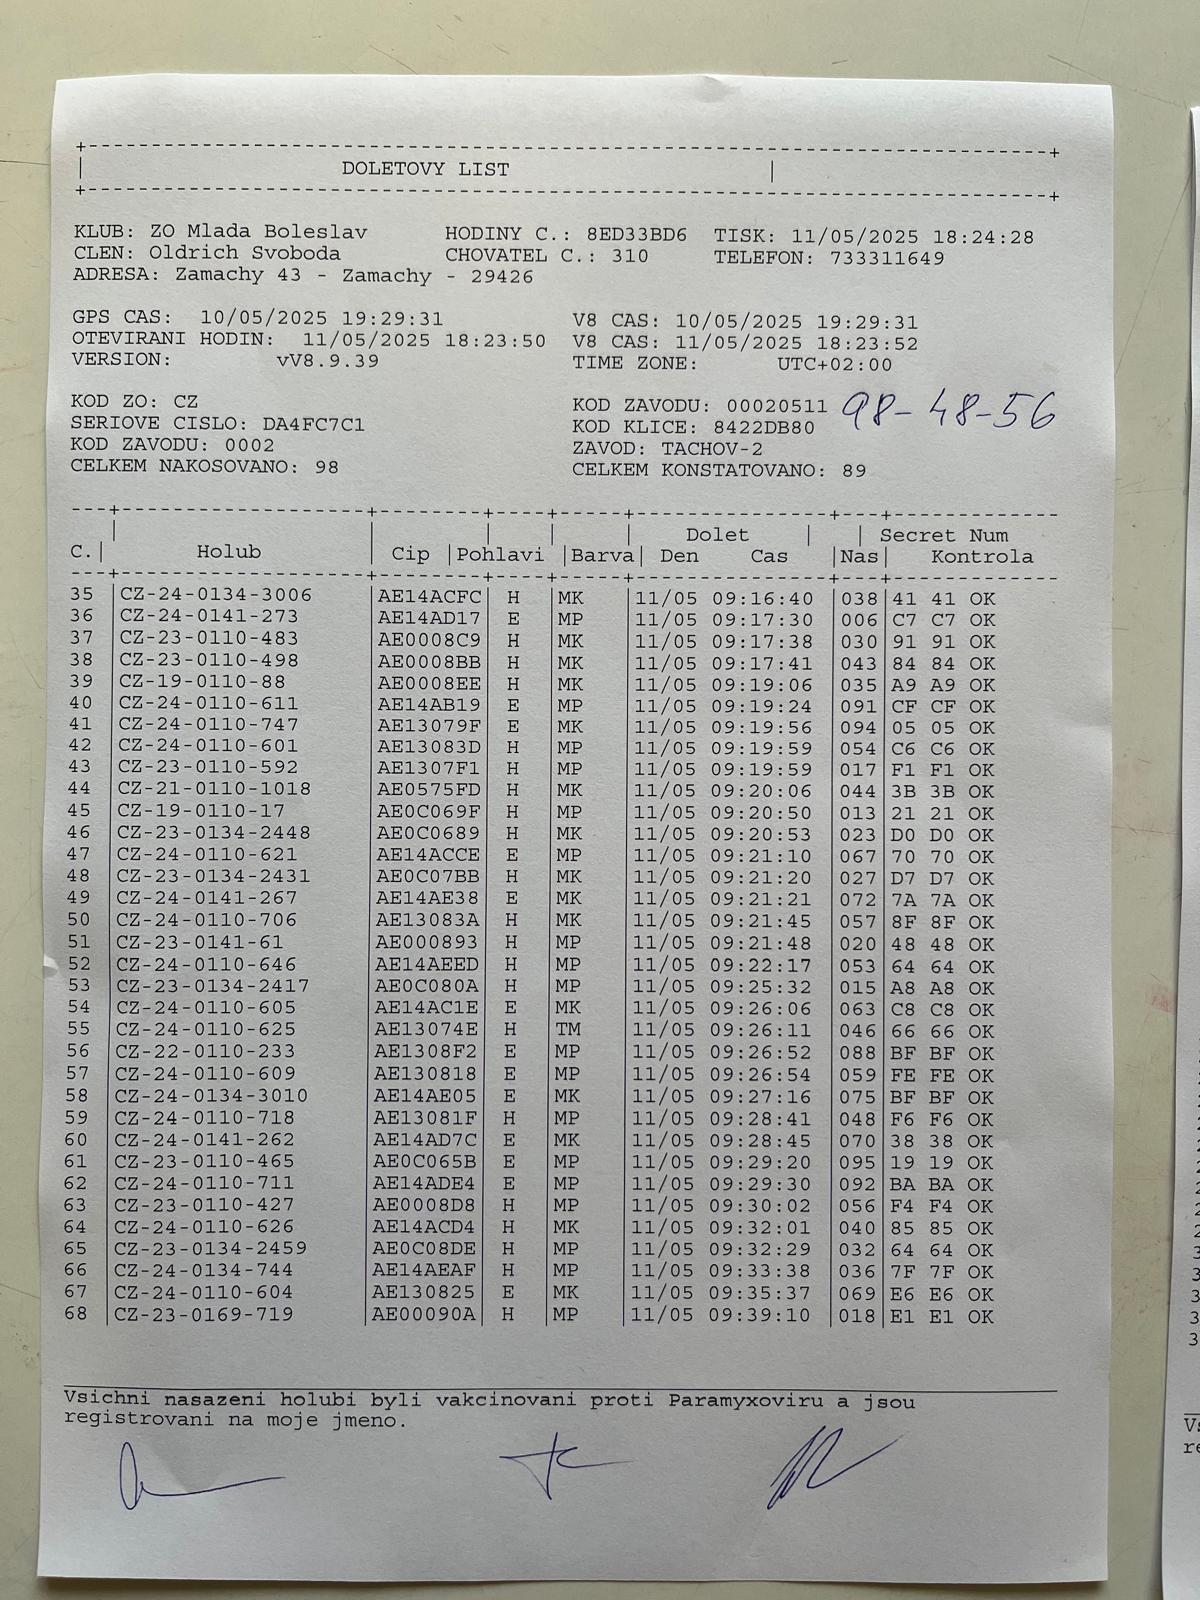 DOLETOVY LIST
KLUB: ZO Mlada Boleslav HODINY C.: 8ED33BD6 TISK: 11/05/2025 18:24:28
CLEN: Oldrich Svoboda CHOVATEL C.: 310 TELEFON: 733311649
ADRESA: Zamachy 43 - Zamachy - 29426
GPS CAS: 10/05/2025 19:29:31 V8 CAS: 10/05/2025 19:29:31
OTEVIRANI HODIN: 11/05/2025 18:23:50 V8 CAS: 11/05/2025 18:23:52
VERSION: vV8.9.39 TIME ZONE: UTC+02:00
KOD ZO: CZ KOD ZAVODU: 00020511 98-48-56
SERIOVE CISLO: DA4FC7C1 KOD KLICE: 8422DB80
KOD ZAVODU: 0002 ZAVOD: TACHOV-2
CELKEM NAKOSOVANO: 98 CELKEM KONSTATOVANO: 89
Dolet | | Secret Num
C.| Holub | Cip |Pohlavi |Barva| Den Cas |Nas| Kontrola
35 CZ-24-0134-3006 AE14ACFC H MK 11/05 09:16:40 038 41 41 OK
36 CZ-24-0141-273 AE14AD17 E MP 11/05 09:17:30 006 C7 C7 OK
37 CZ-23-0110-483 AE0008C9 H MK 11/05 09:17:38 030 91 91 OK
38 CZ-23-0110-498 AE0008BB H MK 11/05 09:17:41 043 84 84 OK
39 CZ-19-0110-88 AE0008EE H MK 11/05 09:19:06 035 A9 A9 OK
40 CZ-24-0110-611 AE14AB19 E MP 11/05 09:19:24 091 CF CF OK
41 CZ-24-0110-747 AE13079F E MK 11/05 09:19:56 094 05 05 OK
42 CZ-24-0110-601 AE13083D H MP 11/05 09:19:59 054 C6 C6 OK
43 CZ-23-0110-592 AE1307F1 H MP 11/05 09:19:59 017 F1 F1 OK
44 CZ-21-0110-1018 AE0575FD H MK 11/05 09:20:06 044 3B 3B OK
45 CZ-19-0110-17 AE0C069F H MP 11/05 09:20:50 013 21 21 OK
46 CZ-23-0134-2448 AE0C0689 H MK 11/05 09:20:53 023 D0 D0 OK
47 CZ-24-0110-621 AE14ACCE E MP 11/05 09:21:10 067 70 70 OK
48 CZ-23-0134-2431 AE0C07BB H MK 11/05 09:21:20 027 D7 D7 OK
49 CZ-24-0141-267 AE14AE38 E MK 11/05 09:21:21 072 7A 7A OK
50 CZ-24-0110-706 AE13083A H MK 11/05 09:21:45 057 8F 8F OK
51 CZ-23-0141-61 AE000893 H MP 11/05 09:21:48 020 48 48 OK
52 CZ-24-0110-646 AE14AEED H MP 11/05 09:22:17 053 64 64 OK
53 CZ-23-0134-2417 AE0C080A H MP 11/05 09:25:32 015 A8 A8 OK
54 CZ-24-0110-605 AE14AC1E E MK 11/05 09:26:06 063 C8 C8 OK
55 CZ-24-0110-625 AE13074E H TM 11/05 09:26:11 046 66 66 OK
56 CZ-22-0110-233 AE1308F2 E MP 11/05 09:26:52 088 BF BF OK
57 CZ-24-0110-609 AE130818 E MP 11/05 09:26:54 059 FE FE OK
58 CZ-24-0134-3010 AE14AE05 E MK 11/05 09:27:16 075 BF BF OK
59 CZ-24-0110-718 AE13081F H MP 11/05 09:28:41 048 F6 F6 OK
60 CZ-24-0141-262 AE14AD7C E MK 11/05 09:28:45 070 38 38 OK
61 CZ-23-0110-465 AE0C065B E MP 11/05 09:29:20 095 19 19 OK
62 CZ-24-0110-711 AE14ADE4 E MP 11/05 09:29:30 092 BA BA OK
63 CZ-23-0110-427 AE0008D8 H MP 11/05 09:30:02 056 F4 F4 OK
64 CZ-24-0110-626 AE14ACD4 H MK 11/05 09:32:01 040 85 85 OK
65 CZ-23-0134-2459 AE0C08DE H MP 11/05 09:32:29 032 64 64 OK
66 CZ-24-0134-744 AE14AEAF H MP 11/05 09:33:38 036 7F 7F OK
67 CZ-24-0110-604 AE130825 E MK 11/05 09:35:37 069 E6 E6 OK
68 CZ-23-0169-719 AE00090A H MP 11/05 09:39:10 018 E1 E1 OK
Vsichni nasazeni holubi byli vakcinovani proti Paramyxoviru a jsou
registrovani na moje jmeno.